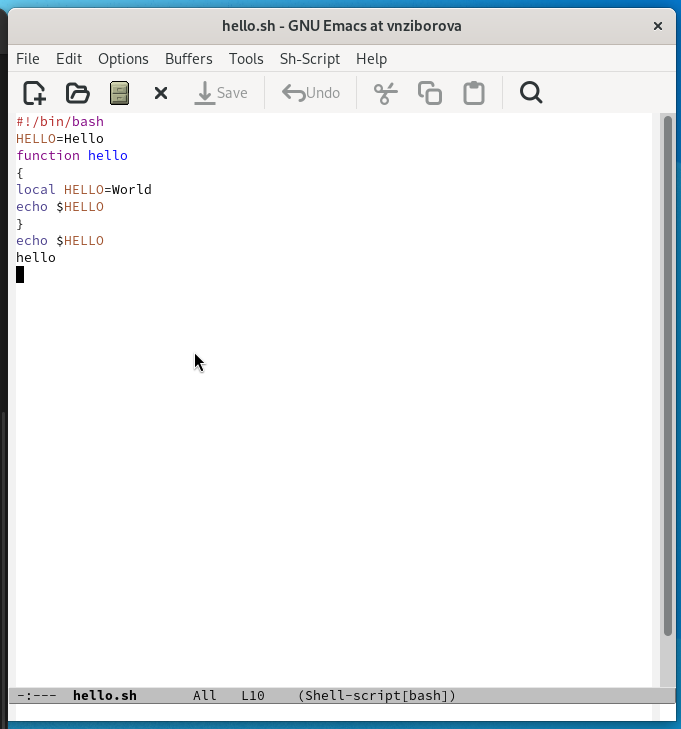 hello.sh - GNU Emacs at vnziborova
File Edit Options Buffers Tools Sh-Script Help
Save Undo
#!/bin/bash
HELLO=Hello
function hello
{
local HELLO=World
echo $HELLO
}
echo $HELLO
hello
-:--- hello.sh All L10 (Shell-script[bash])